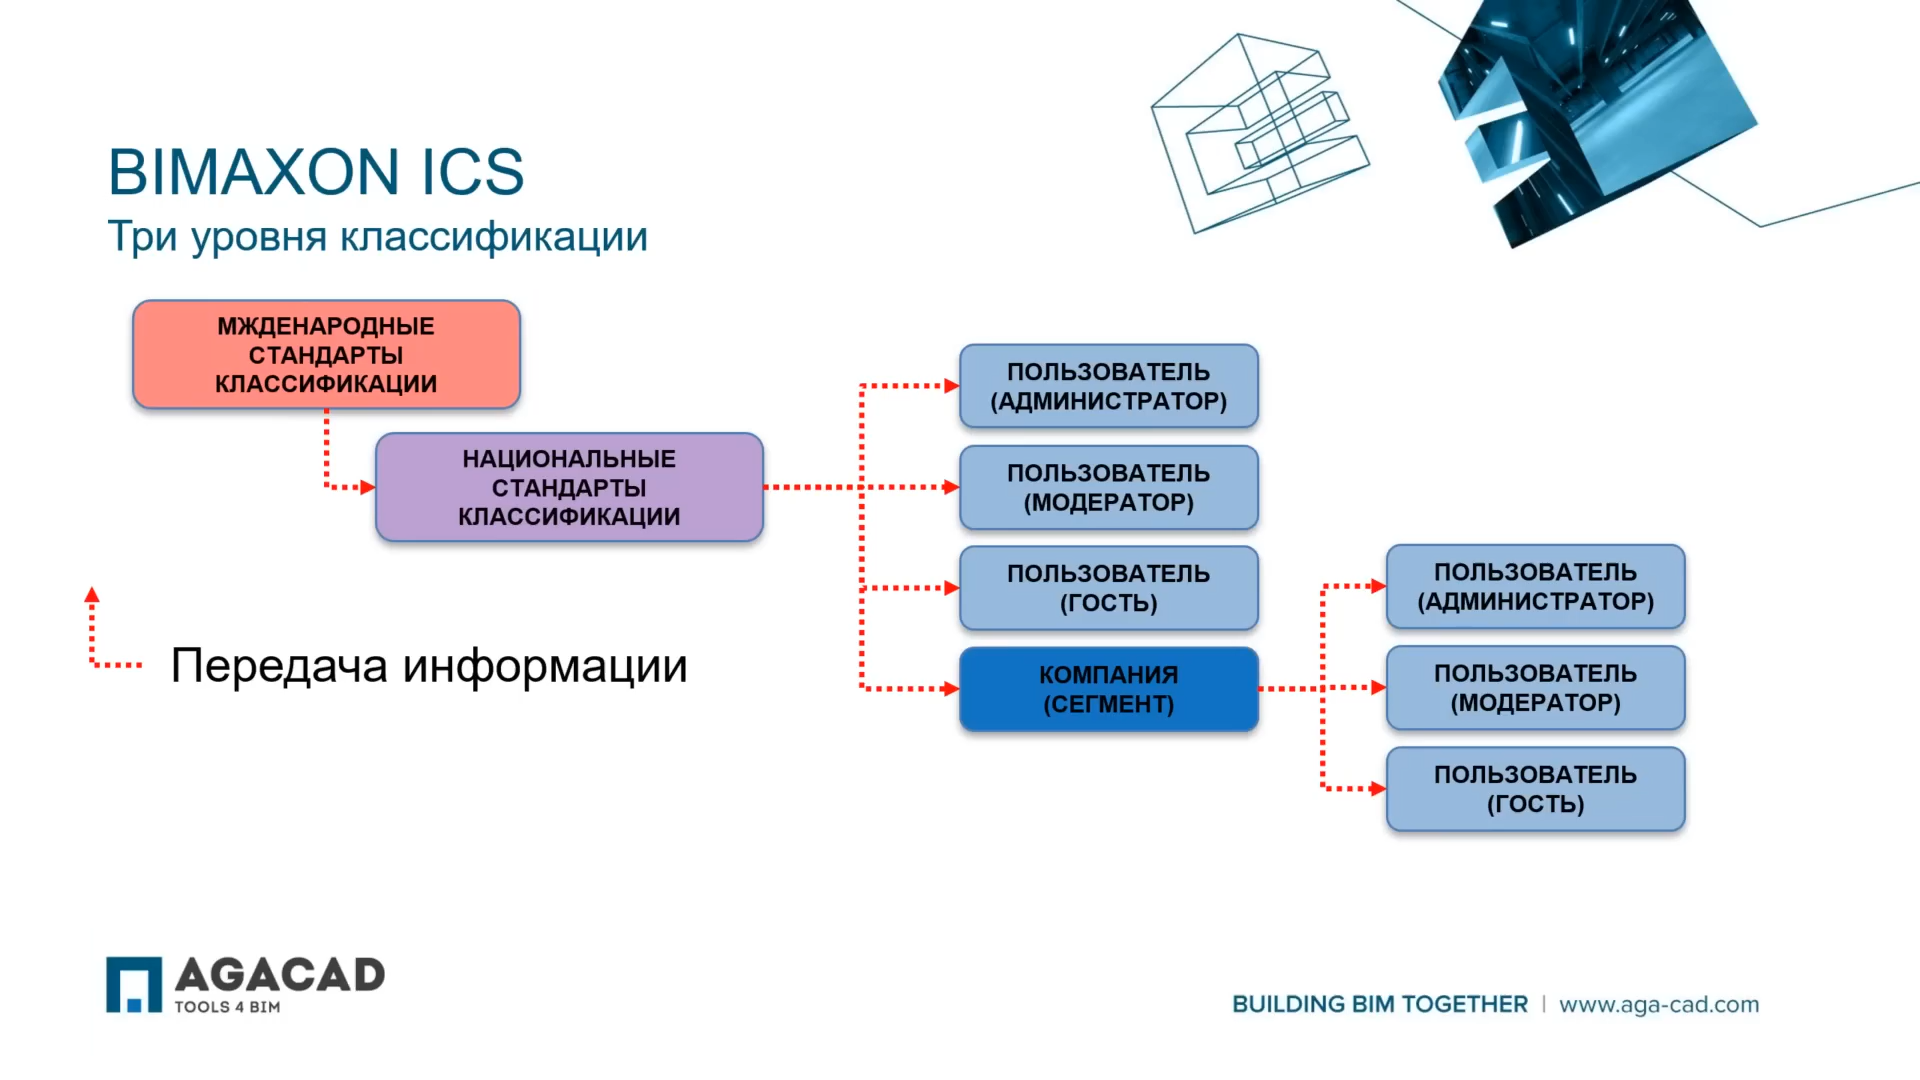 BIMAXON ICS
Три уровня классификации
МЖДЕНАРОДНЫЕ
СТАНДАРТЫ
КЛАССИФИКАЦИИ
НАЦИОНАЛЬНЫЕ
СТАНДАРТЫ
КЛАССИФИКАЦИИ
ПОЛЬЗОВАТЕЛЬ
(АДМИНИСТРАТОР)
ПОЛЬЗОВАТЕЛЬ
(МОДЕРАТОР)
ПОЛЬЗОВАТЕЛЬ
(ГОСТЬ)
КОМПАНИЯ
(СЕГМЕНТ)
ПОЛЬЗОВАТЕЛЬ
(АДМИНИСТРАТОР)
ПОЛЬЗОВАТЕЛЬ
(МОДЕРАТОР)
ПОЛЬЗОВАТЕЛЬ
(ГОСТЬ)
Передача информации
AGACAD
TOOLS 4 BIM
BUILDING BIM TOGETHER | www.aga-cad.com